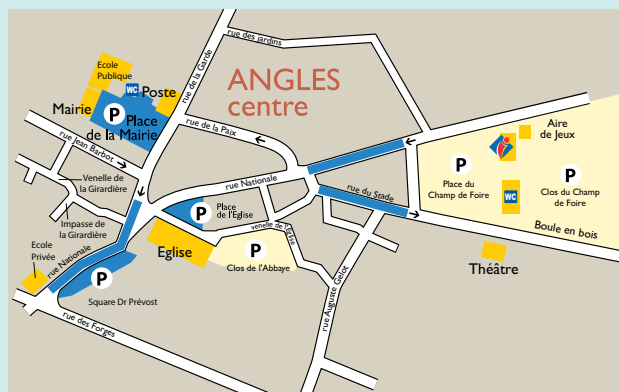 rue des jardins
rue de la Garde
Ecole
Publique
WC
Poste
ANGLES
centre
Mairie
P
Place
de la Mairie
rue de la Paix
Aire
de Jeux
rue Jean Barbot
P
Place du
Champ de Foire
P
Clos du Champ
de Foire
Venelle de
la Girardière
rue Nationale
rue du Stade
WC
P
Place
de l'Eglise
Impasse de
la Girardière
venelle de l'Eglise
Boule en bois
Ecole
Privée
rue Nationale
Eglise
P
Clos de l'Abbaye
Théâtre
P
Square Dr Prévost
rue Auguste Gelot
rue des Forges